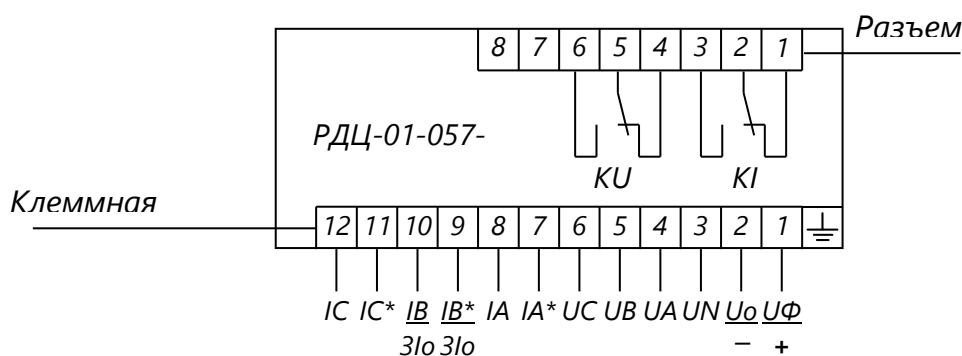 Разъем
8 7 6 5 4 3 2 1
РДЦ-01-057-
KU KI
Клеммная
12 11 10 9 8 7 6 5 4 3 2 1
IC IC* IB IB* IA IA* UC UB UA UN Uo UФ
3Io 3Io – +